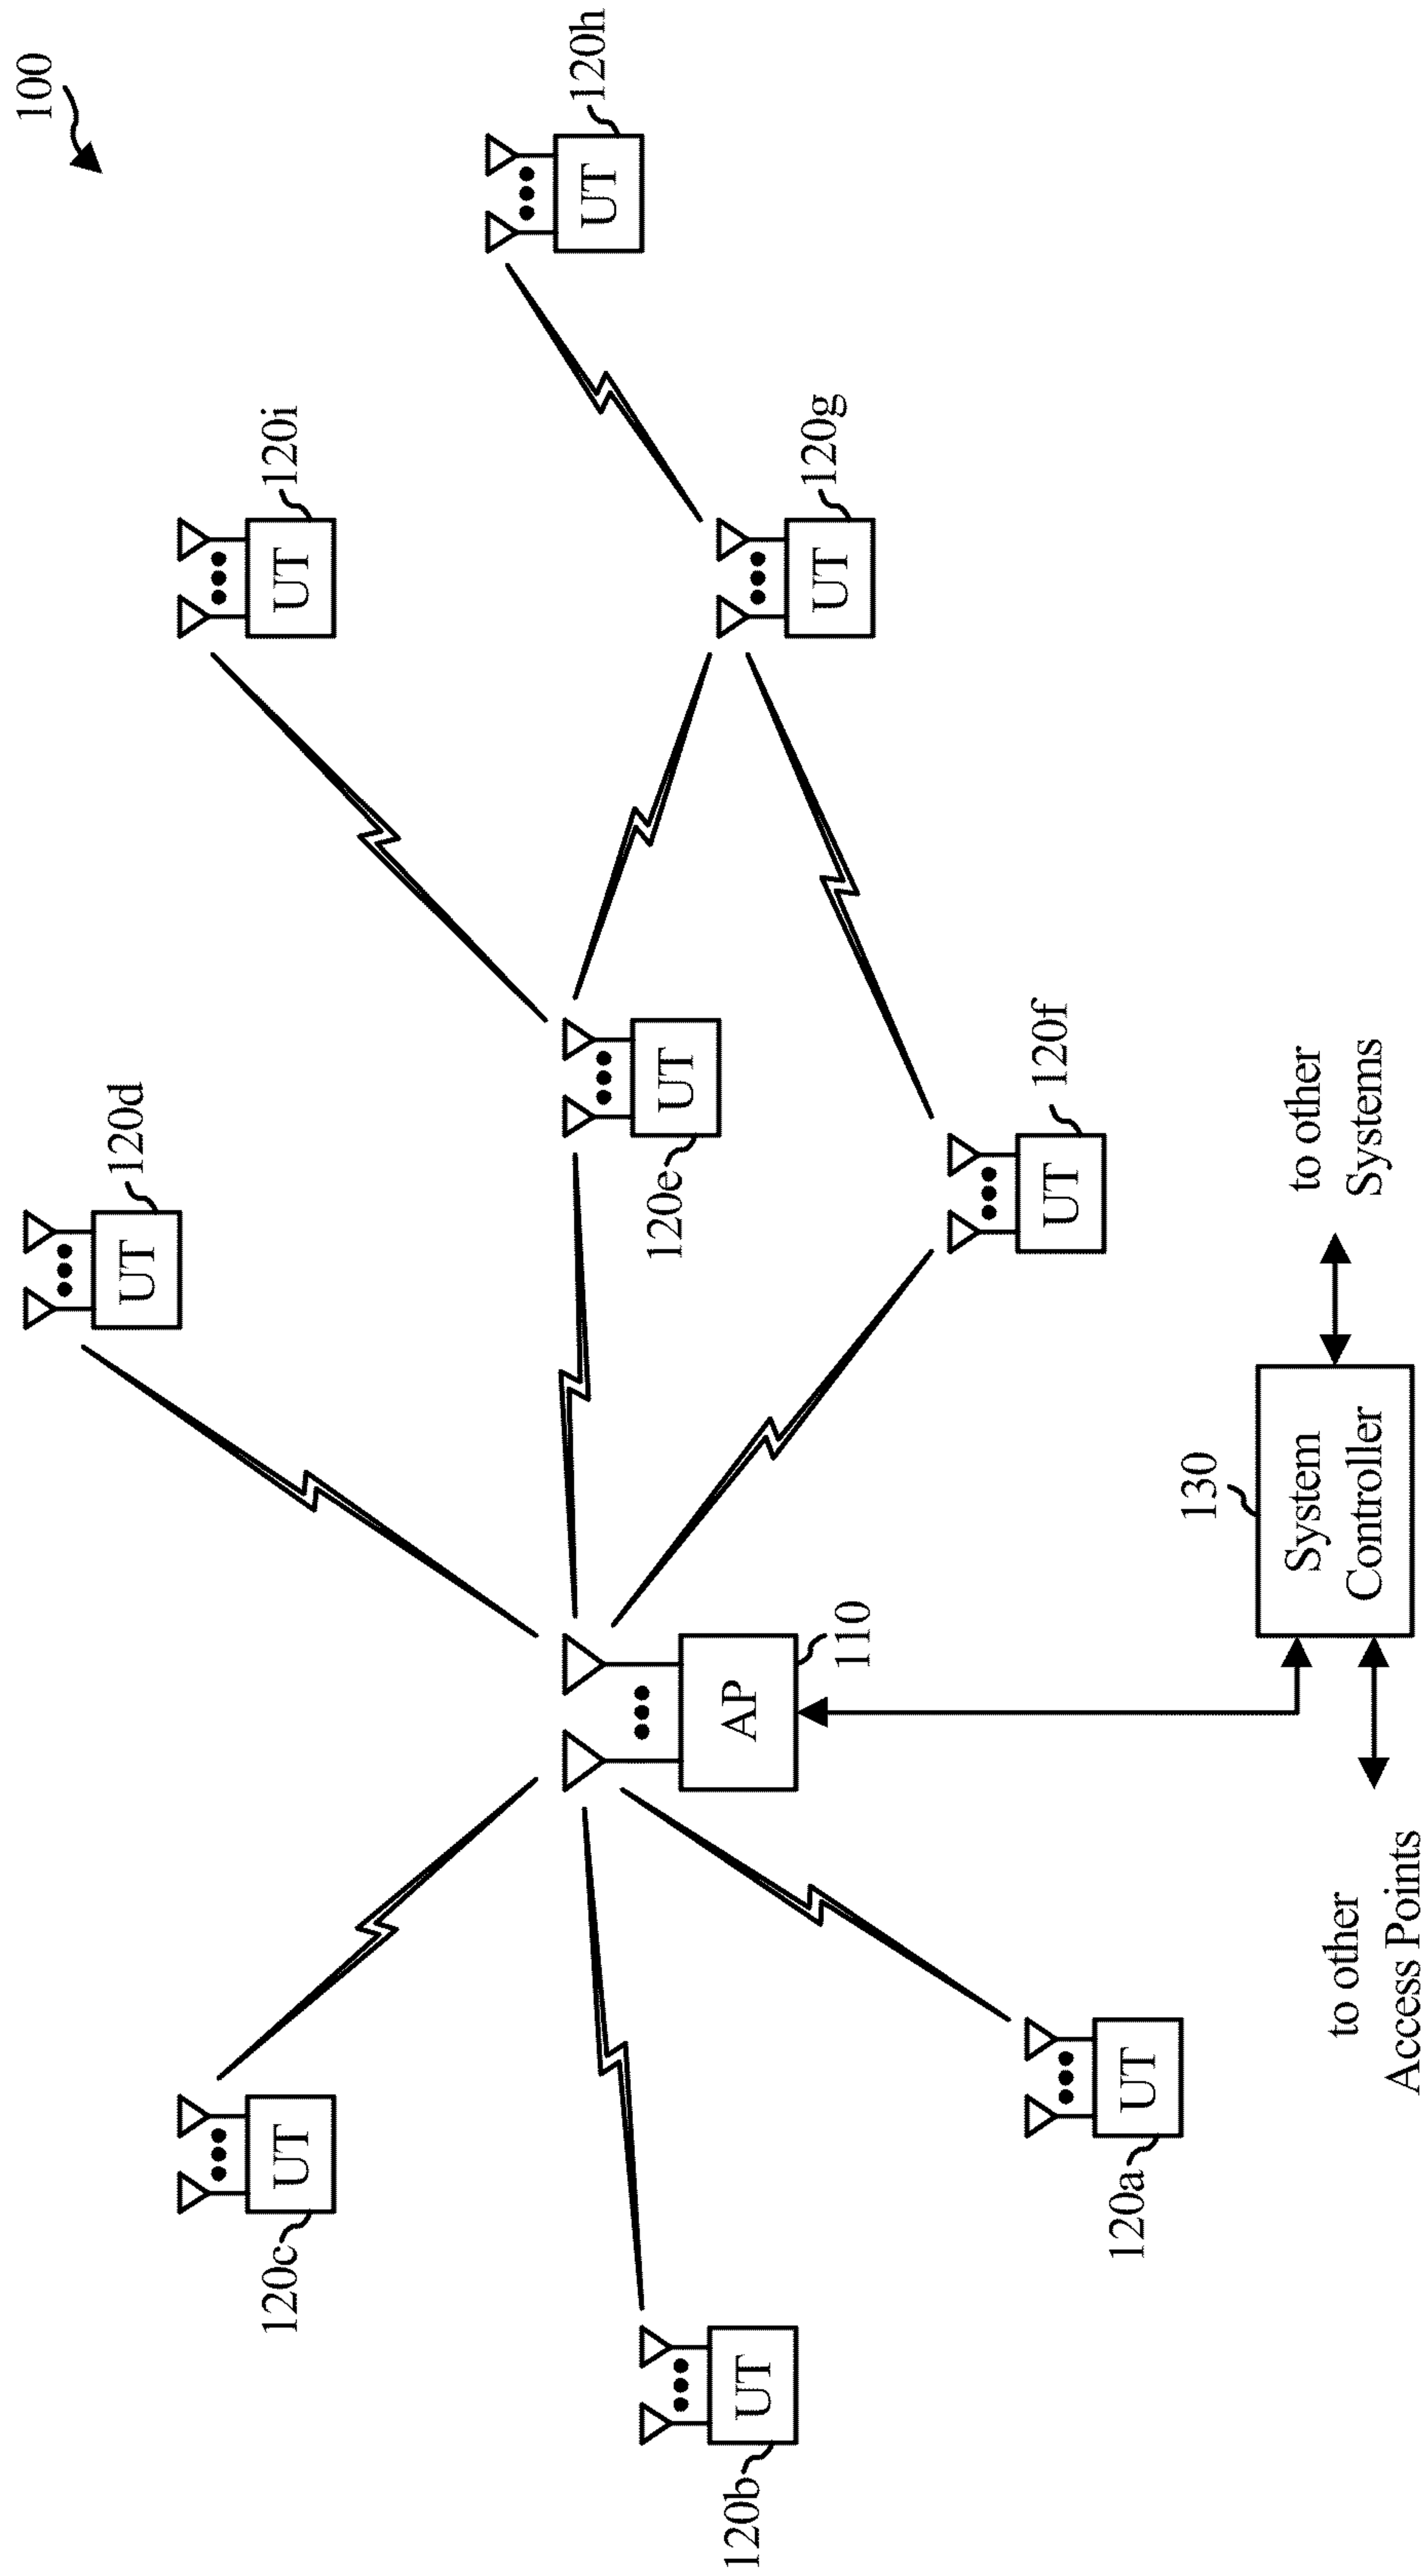 100
UT
120d
UT
120i
UT
120c
UT
120h
UT
120e
UT
120g
AP
110
UT
120b
UT
120f
UT
120a
130
System
Controller
to other
Systems
to other
Access Points